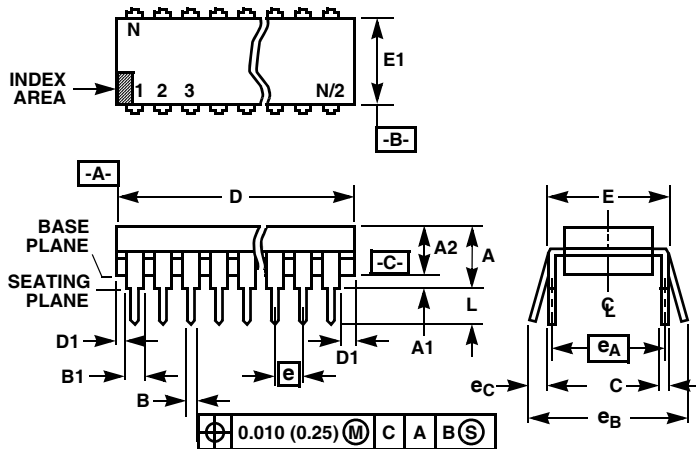 N
E1
INDEX
AREA
1 2 3 N/2
-B-
-A-
D
E
BASE
PLANE
A2
A
-C-
SEATING
PLANE
L
℄
D1
A1
D1
eA
B1
e
eC
C
B
eB
⌖ 0.010 (0.25) Ⓜ C A B Ⓢ